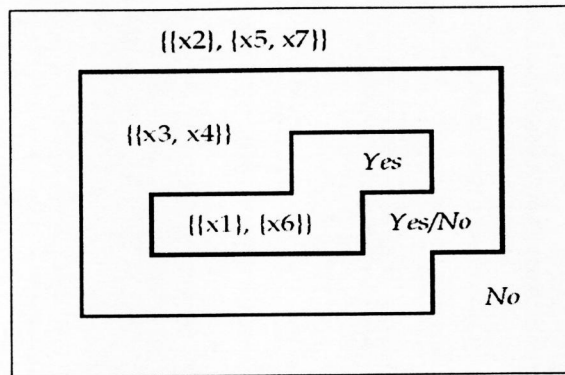 {{x2}, {x5, x7}}
{{x3, x4}}
Yes
{{x1}, {x6}}
Yes/No
No